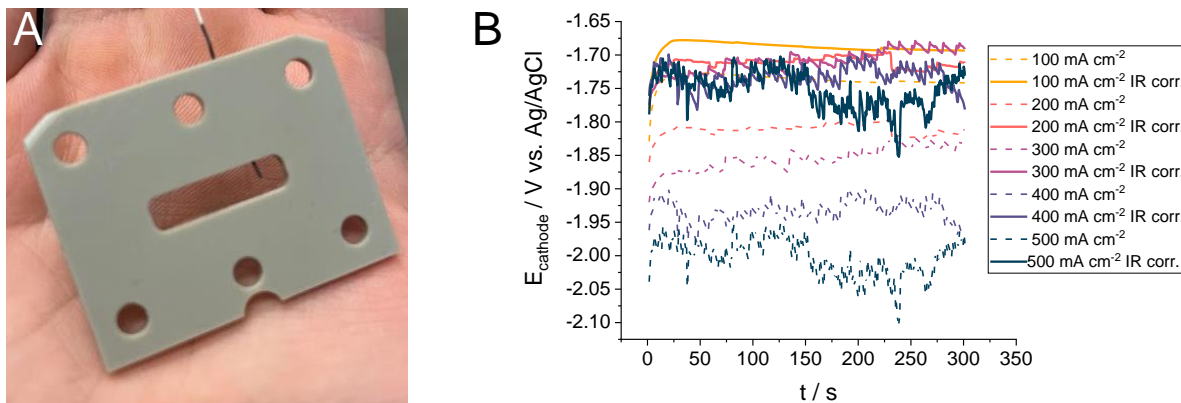 A
B
-1.65
-1.70
-1.75
-1.80
-1.85
-1.90
-1.95
-2.00
-2.05
-2.10
E_cathode / V vs. Ag/AgCl
0 50 100 150 200 250 300 350
t / s
100 mA cm⁻²
100 mA cm⁻² IR corr.
200 mA cm⁻²
200 mA cm⁻² IR corr.
300 mA cm⁻²
300 mA cm⁻² IR corr.
400 mA cm⁻²
400 mA cm⁻² IR corr.
500 mA cm⁻²
500 mA cm⁻² IR corr.